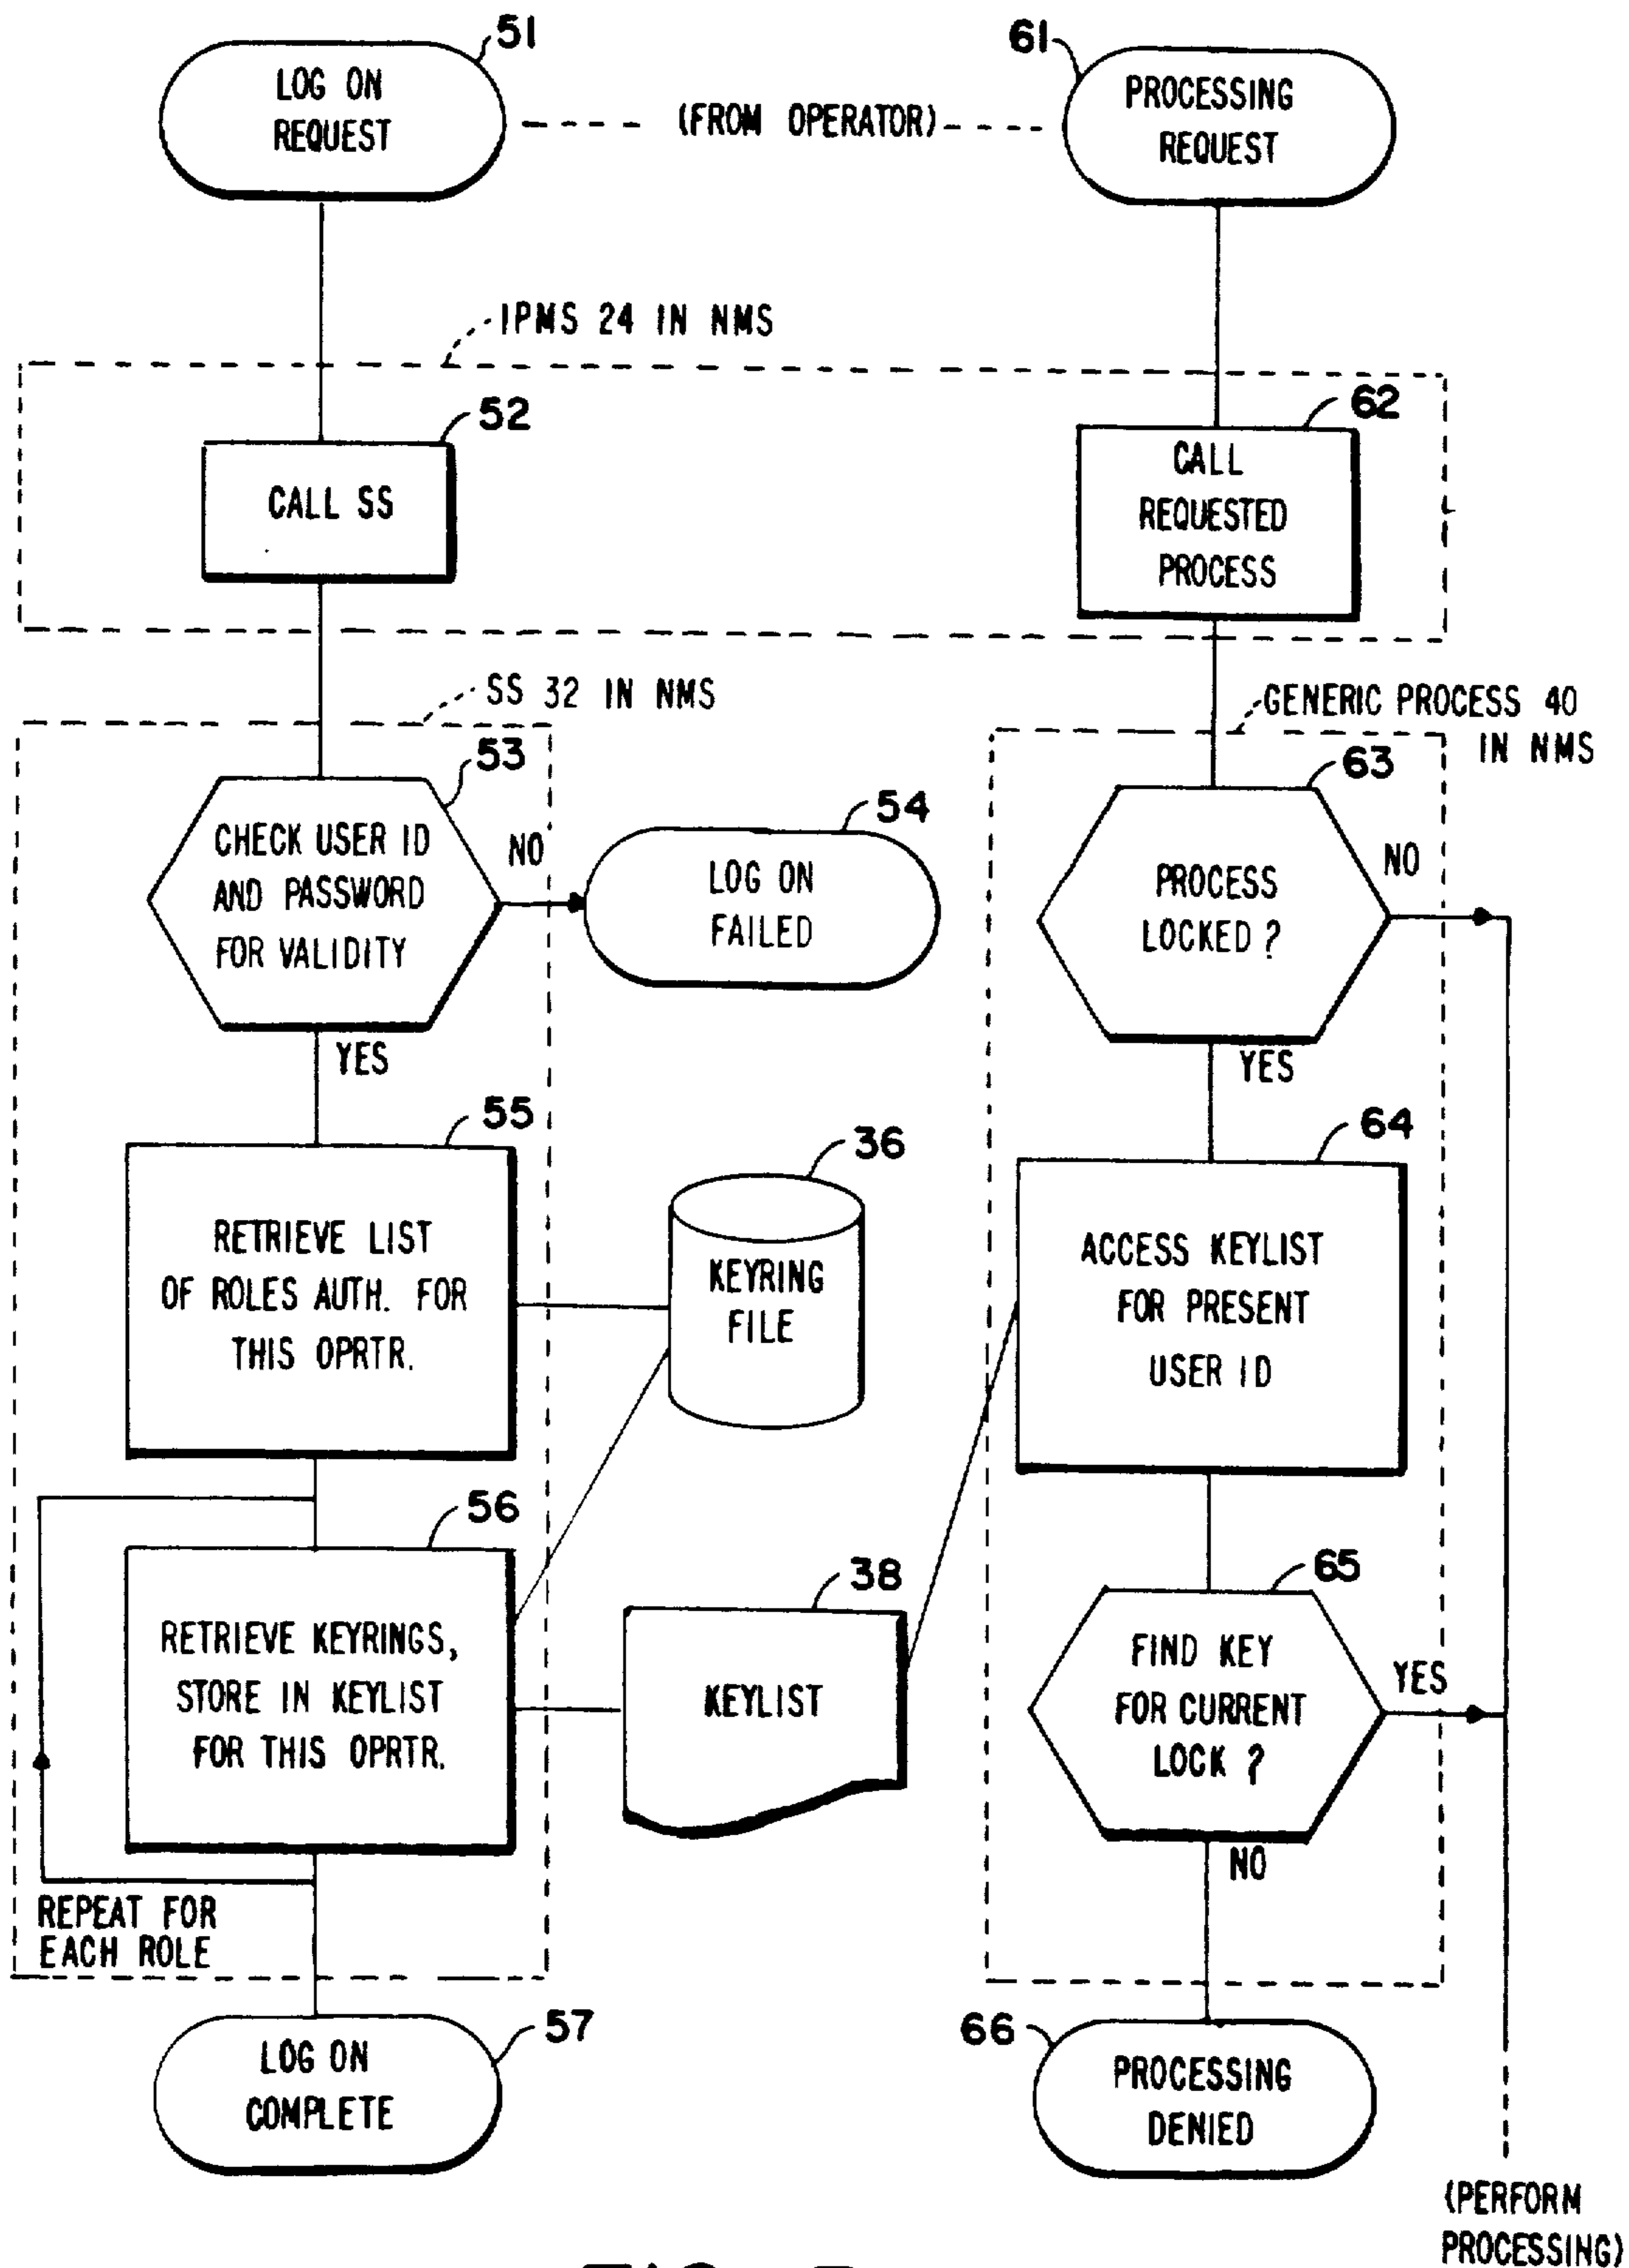 51
LOG ON
REQUEST
(FROM OPERATOR)
61
PROCESSING
REQUEST
IPMS 24 IN NMS
52
CALL SS
62
CALL
REQUESTED
PROCESS
SS 32 IN NMS
53
CHECK USER ID
AND PASSWORD
FOR VALIDITY
NO
YES
54
LOG ON
FAILED
55
RETRIEVE LIST
OF ROLES AUTH. FOR
THIS OPRTR.
36
KEYRING
FILE
56
RETRIEVE KEYRINGS,
STORE IN KEYLIST
FOR THIS OPRTR.
38
KEYLIST
REPEAT FOR
EACH ROLE
57
LOG ON
COMPLETE
GENERIC PROCESS 40
IN NMS
63
PROCESS
LOCKED ?
NO
YES
64
ACCESS KEYLIST
FOR PRESENT
USER ID
65
FIND KEY
FOR CURRENT
LOCK ?
YES
NO
66
PROCESSING
DENIED
(PERFORM
PROCESSING)